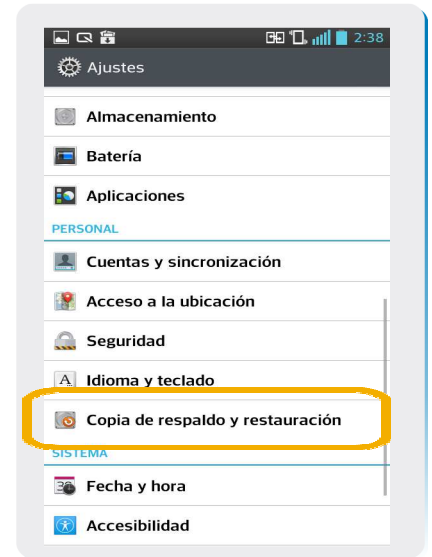 2:38
Ajustes
Almacenamiento
Batería
Aplicaciones
PERSONAL
Cuentas y sincronización
Acceso a la ubicación
Seguridad
A Idioma y teclado
Copia de respaldo y restauración
SISTEMA
Fecha y hora
Accesibilidad